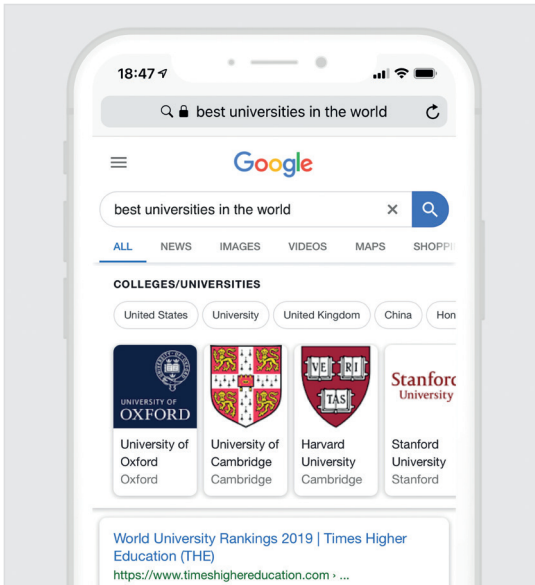 18:47
best universities in the world
Google
best universities in the world
ALL NEWS IMAGES VIDEOS MAPS SHOPPI
COLLEGES/UNIVERSITIES
United States University United Kingdom China Hon
UNIVERSITY OF
OXFORD
VE RI
TAS
Stanford
University
University of
Oxford
Oxford
University of
Cambridge
Cambridge
Harvard
University
Cambridge
Stanford
University
Stanford
World University Rankings 2019 | Times Higher
Education (THE)
https://www.timeshighereducation.com › ...